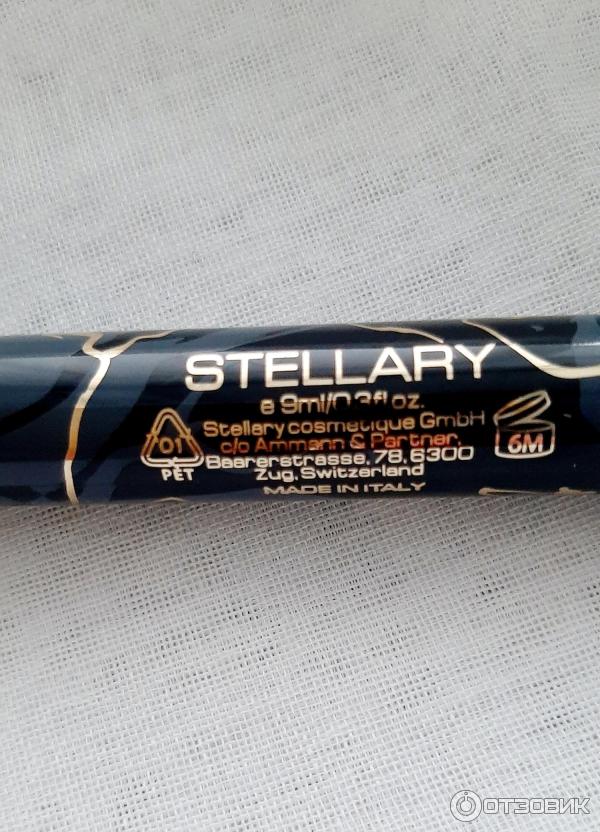 STELLARY
e 9ml/0.3fl oz.
Stellary cosmetique GmbH
c/o Ammann & Partner,
Baarerstrasse, 78, 6300
Zug, Switzerland
MADE IN ITALY
01
PET
6M
ОТЗОВИК